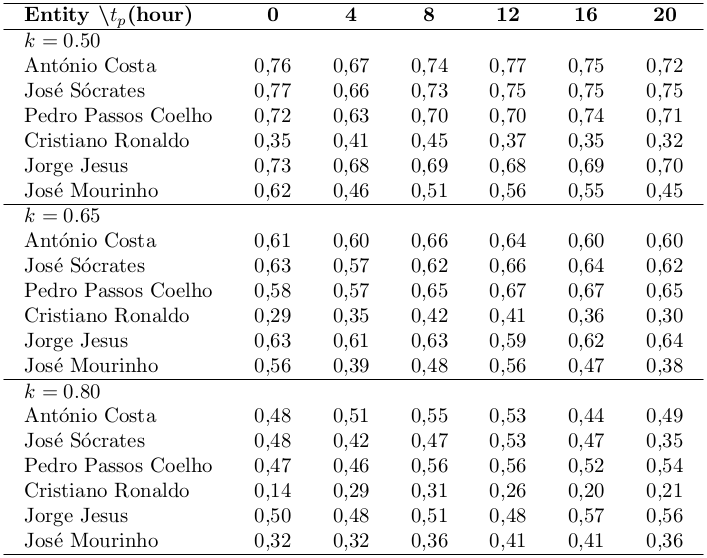 Entity \t_p(hour) 0 4 8 12 16 20
k = 0.50
António Costa 0,76 0,67 0,74 0,77 0,75 0,72
José Sócrates 0,77 0,66 0,73 0,75 0,75 0,75
Pedro Passos Coelho 0,72 0,63 0,70 0,70 0,74 0,71
Cristiano Ronaldo 0,35 0,41 0,45 0,37 0,35 0,32
Jorge Jesus 0,73 0,68 0,69 0,68 0,69 0,70
José Mourinho 0,62 0,46 0,51 0,56 0,55 0,45
k = 0.65
António Costa 0,61 0,60 0,66 0,64 0,60 0,60
José Sócrates 0,63 0,57 0,62 0,66 0,64 0,62
Pedro Passos Coelho 0,58 0,57 0,65 0,67 0,67 0,65
Cristiano Ronaldo 0,29 0,35 0,42 0,41 0,36 0,30
Jorge Jesus 0,63 0,61 0,63 0,59 0,62 0,64
José Mourinho 0,56 0,39 0,48 0,56 0,47 0,38
k = 0.80
António Costa 0,48 0,51 0,55 0,53 0,44 0,49
José Sócrates 0,48 0,42 0,47 0,53 0,47 0,35
Pedro Passos Coelho 0,47 0,46 0,56 0,56 0,52 0,54
Cristiano Ronaldo 0,14 0,29 0,31 0,26 0,20 0,21
Jorge Jesus 0,50 0,48 0,51 0,48 0,57 0,56
José Mourinho 0,32 0,32 0,36 0,41 0,41 0,36